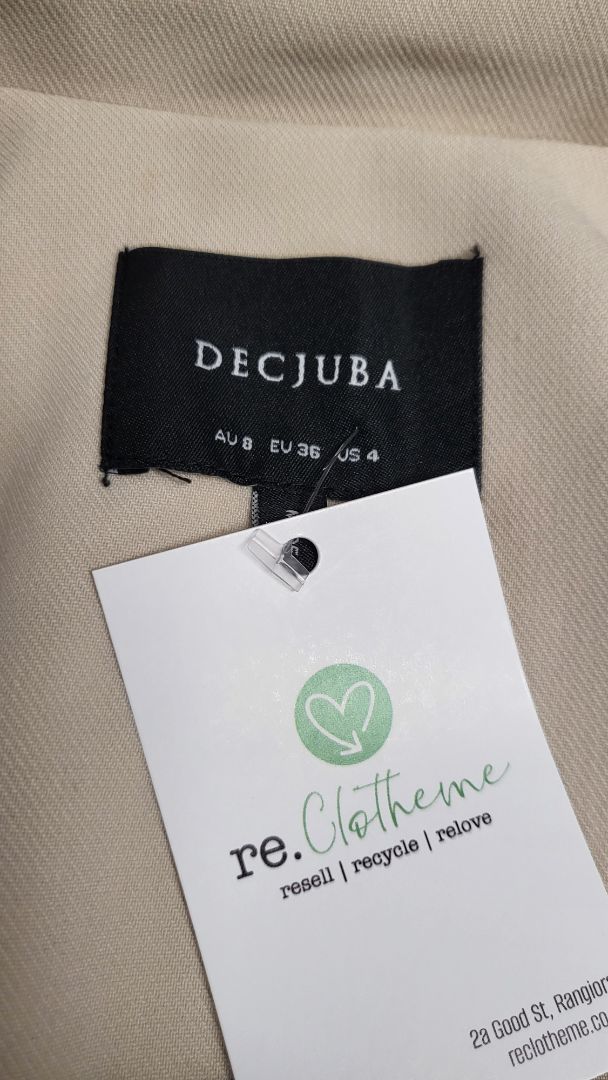 DECJUBA
AU 8 EU 36 US 4
re.Clotheme
resell | recycle | relove
2a Good St, Rangior
reclotheme.co